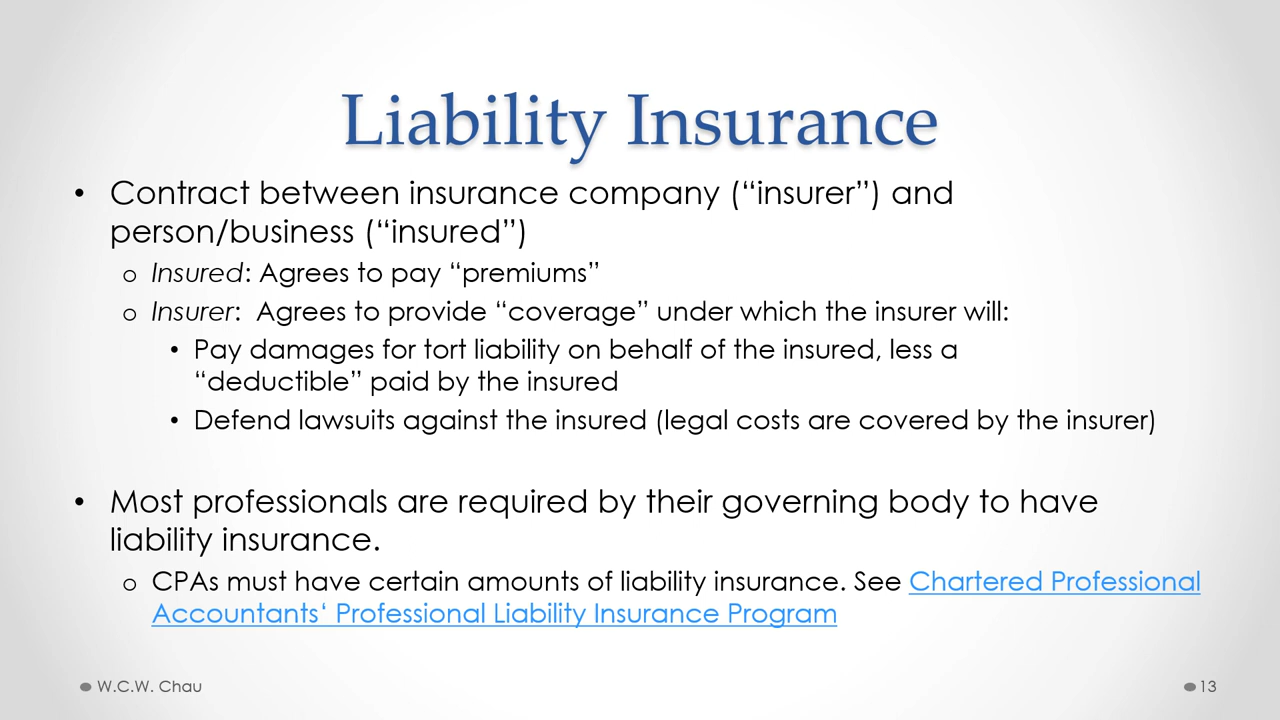 Liability Insurance
• Contract between insurance company (“insurer”) and
person/business (“insured”)
o Insured: Agrees to pay “premiums”
o Insurer:  Agrees to provide “coverage” under which the insurer will:
• Pay damages for tort liability on behalf of the insured, less a
“deductible” paid by the insured
• Defend lawsuits against the insured (legal costs are covered by the insurer)
• Most professionals are required by their governing body to have
liability insurance.
o CPAs must have certain amounts of liability insurance. See Chartered Professional
Accountants‘ Professional Liability Insurance Program
W.C.W. Chau
13